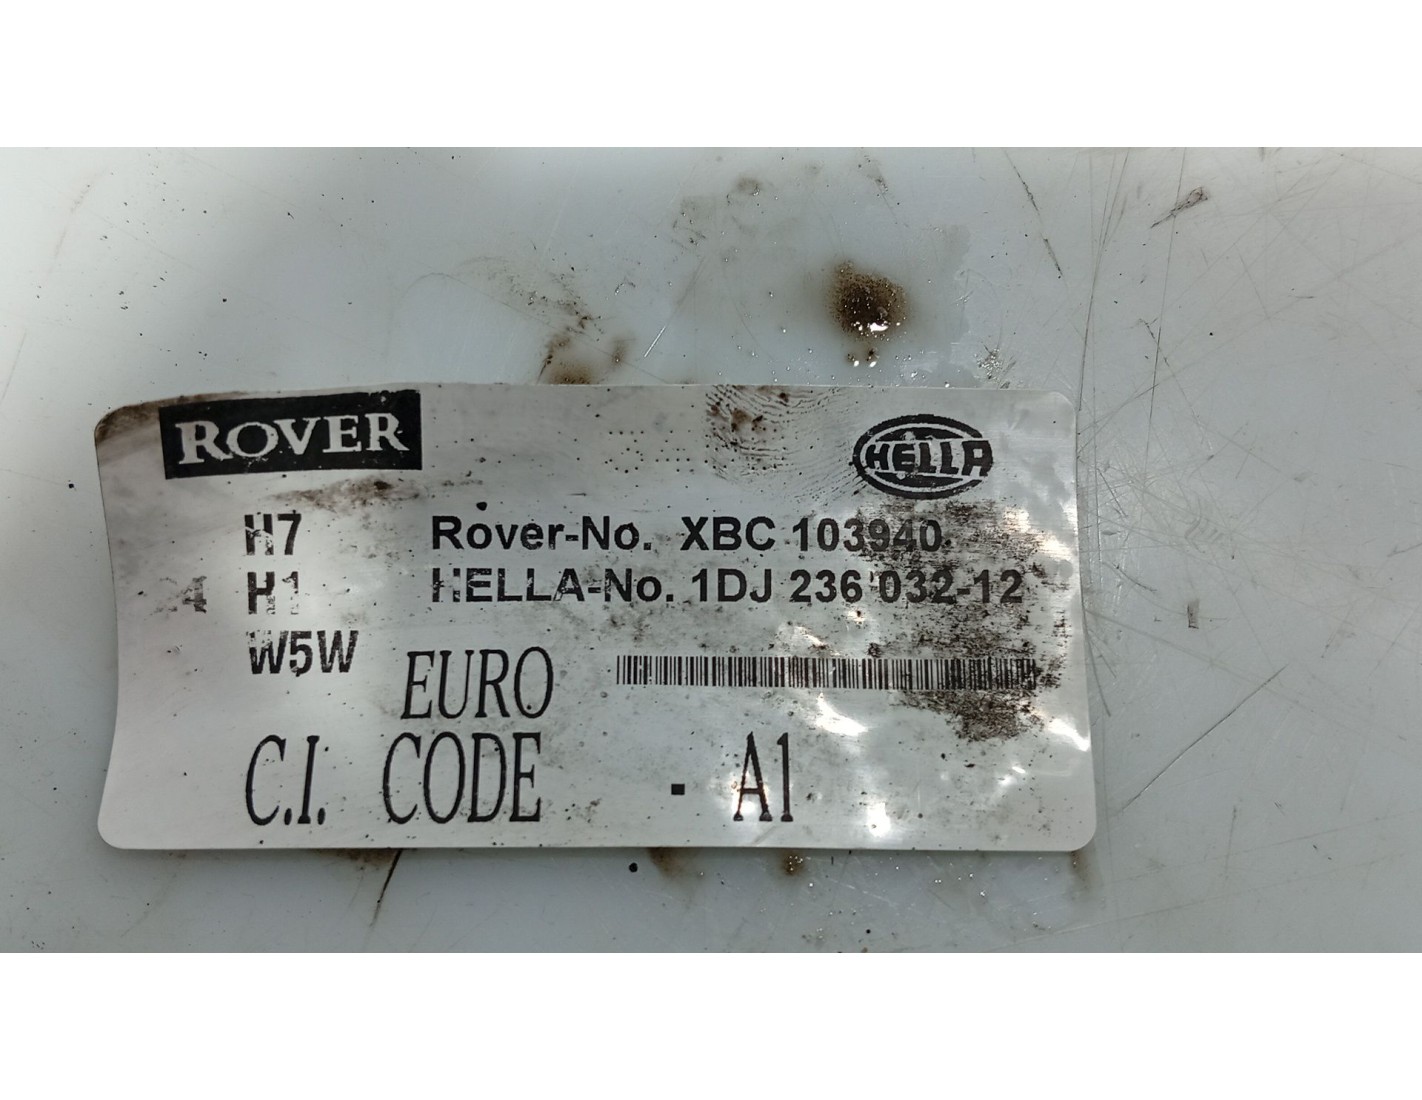 ROVER
HELLA
H7 Rover-No. XBC 103940
H1 HELLA-No. 1DJ 236 032-12
W5W
EURO
C.I. CODE - A1